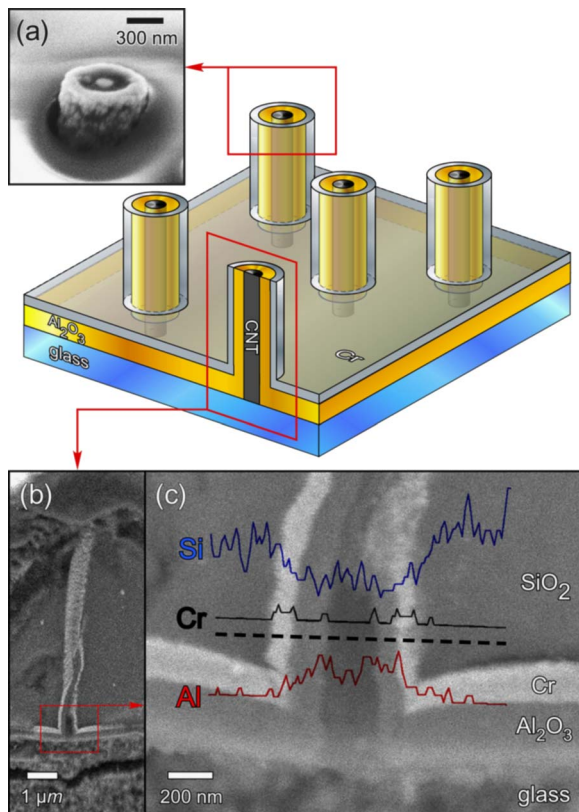 (a)
300 nm
Al₂O₃
glass
CNT
Cr
(b)
1 µm
(c)
Si
SiO₂
Cr
Al
Cr
Al₂O₃
200 nm
glass